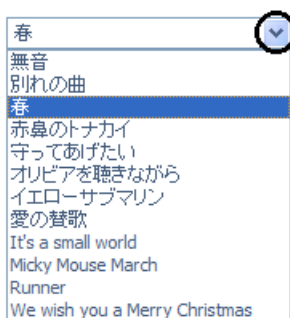 春
無音
別れの曲
春
赤鼻のトナカイ
守ってあげたい
オリビアを聴きながら
イエローサブマリン
愛の賛歌
It's a small world
Micky Mouse March
Runner
We wish you a Merry Christmas